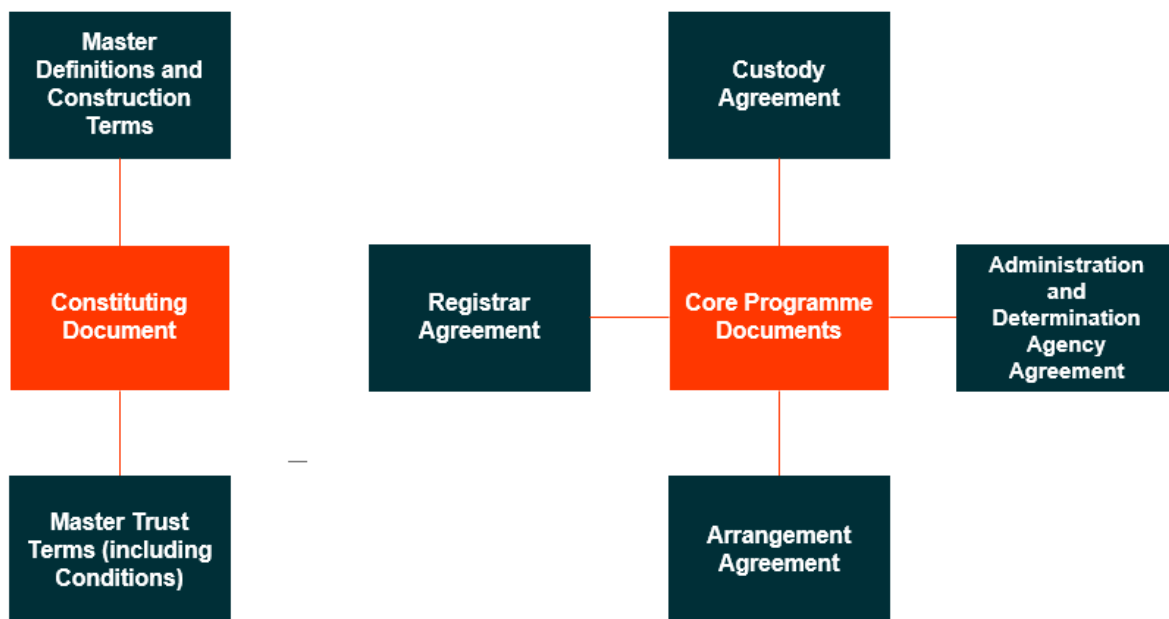 Master
Definitions and
Construction
Terms
Custody
Agreement
Constituting
Document
Registrar
Agreement
Core Programme
Documents
Administration
and
Determination
Agency
Agreement
Master Trust
Terms (including
Conditions)
Arrangement
Agreement